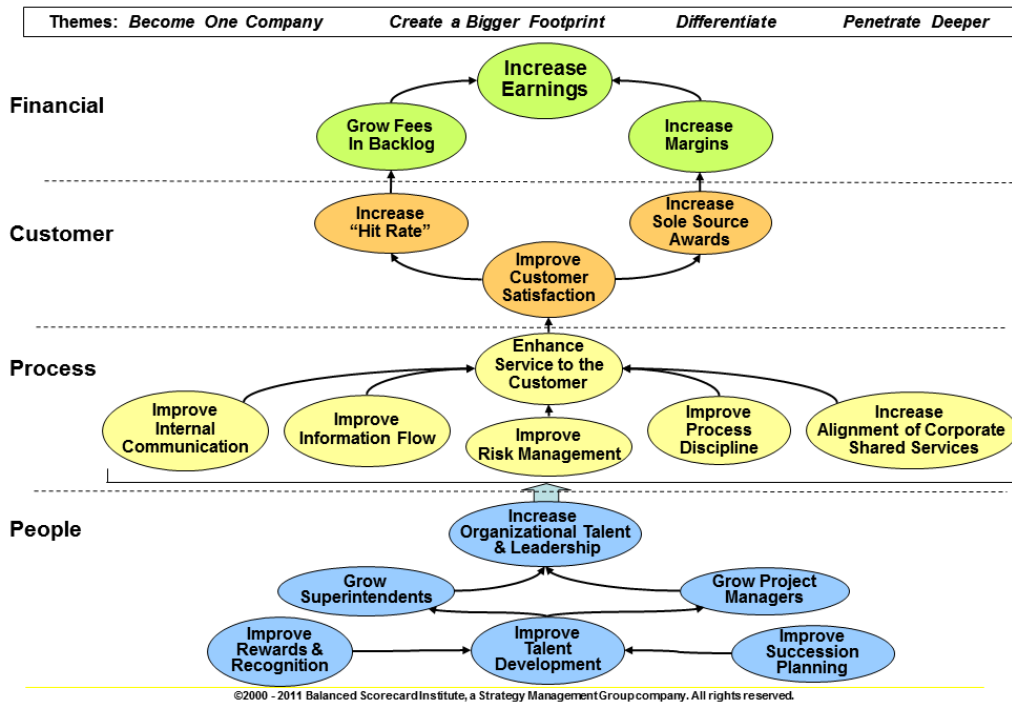 Themes: Become One Company Create a Bigger Footprint Differentiate Penetrate Deeper
Financial
Increase
Earnings
Grow Fees
In Backlog
Increase
Margins
Customer
Increase
“Hit Rate”
Increase
Sole Source
Awards
Improve
Customer
Satisfaction
Process
Enhance
Service to the
Customer
Improve
Internal
Communication
Improve
Information Flow
Improve
Risk Management
Improve
Process
Discipline
Increase
Alignment of Corporate
Shared Services
People
Increase
Organizational Talent
& Leadership
Grow
Superintendents
Grow Project
Managers
Improve
Rewards &
Recognition
Improve
Talent
Development
Improve
Succession
Planning
©2000 - 2011 Balanced Scorecard Institute, a Strategy Management Group company. All rights reserved.